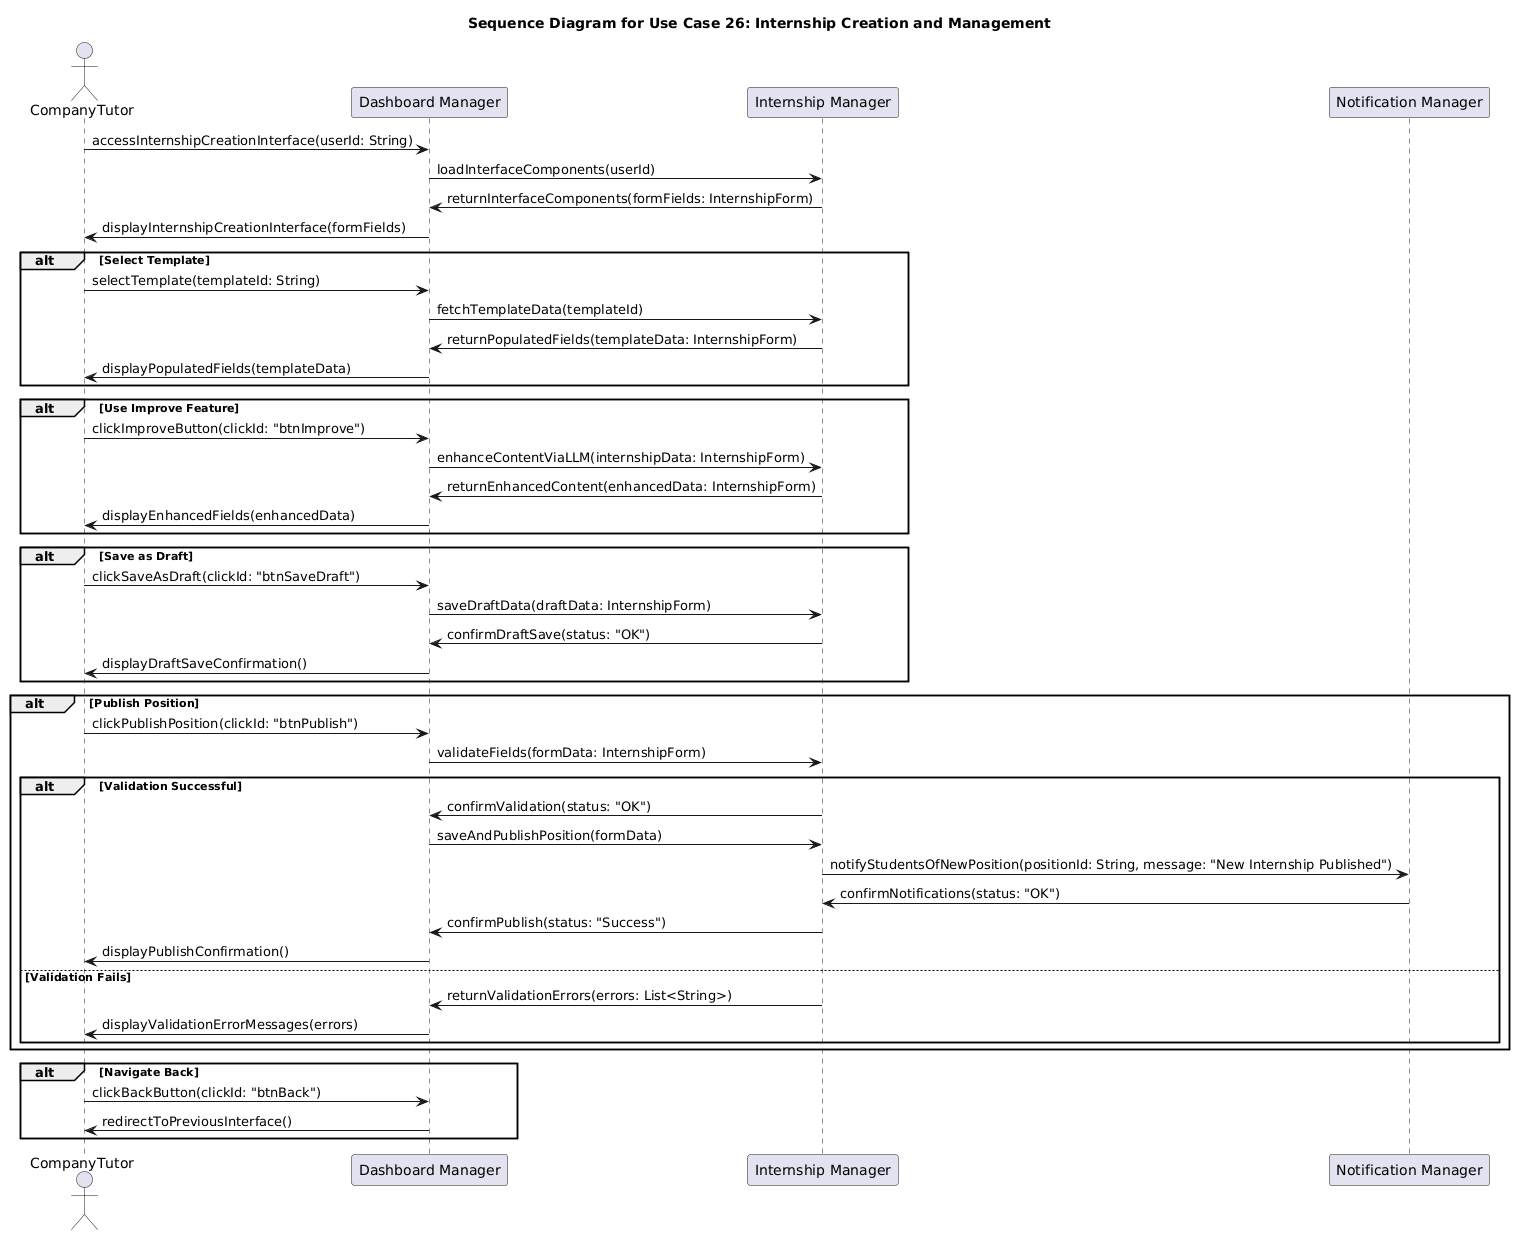 Sequence Diagram for Use Case 26: Internship Creation and Management
CompanyTutor
Dashboard Manager
Internship Manager
Notification Manager
accessInternshipCreationInterface(userId: String)
loadInterfaceComponents(userId)
returnInterfaceComponents(formFields: InternshipForm)
displayInternshipCreationInterface(formFields)
alt [Select Template]
selectTemplate(templateId: String)
fetchTemplateData(templateId)
returnPopulatedFields(templateData: InternshipForm)
displayPopulatedFields(templateData)
alt [Use Improve Feature]
clickImproveButton(clickId: "btnImprove")
enhanceContentViaLLM(internshipData: InternshipForm)
returnEnhancedContent(enhancedData: InternshipForm)
displayEnhancedFields(enhancedData)
alt [Save as Draft]
clickSaveAsDraft(clickId: "btnSaveDraft")
saveDraftData(draftData: InternshipForm)
confirmDraftSave(status: "OK")
displayDraftSaveConfirmation()
alt [Publish Position]
clickPublishPosition(clickId: "btnPublish")
validateFields(formData: InternshipForm)
alt [Validation Successful]
confirmValidation(status: "OK")
saveAndPublishPosition(formData)
notifyStudentsOfNewPosition(positionId: String, message: "New Internship Published")
confirmNotifications(status: "OK")
confirmPublish(status: "Success")
displayPublishConfirmation()
[Validation Fails]
returnValidationErrors(errors: List<String>)
displayValidationErrorMessages(errors)
alt [Navigate Back]
clickBackButton(clickId: "btnBack")
redirectToPreviousInterface()
CompanyTutor
Dashboard Manager
Internship Manager
Notification Manager